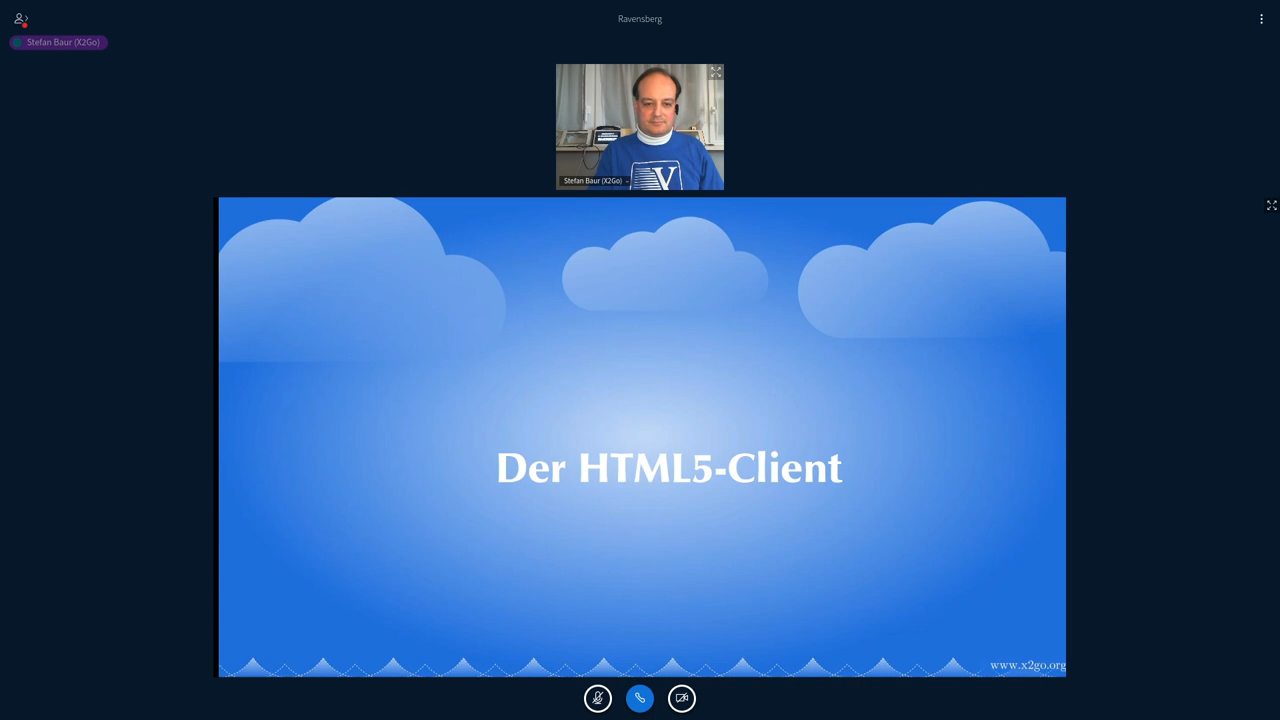 Ravensberg
Stefan Baur (X2Go)
Stefan Baur (X2Go)
X
Der HTML5-Client
www.x2go.org